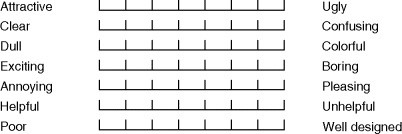 Attractive Ugly
Clear Confusing
Dull Colorful
Exciting Boring
Annoying Pleasing
Helpful Unhelpful
Poor Well designed